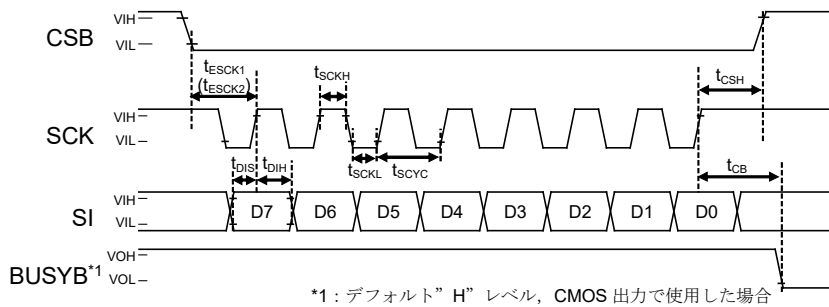 CSB
VIH
VIL
tESCK1
(tESCK2)
tSCKH
tCSH
SCK
VIH
VIL
tDIS
tDIH
tSCKL
tSCYC
tCB
SI
VIH
VIL
D7
D6
D5
D4
D3
D2
D1
D0
BUSYB*1
VOH
VOL
*1:デフォルト”H”レベル,CMOS 出力で使用した場合